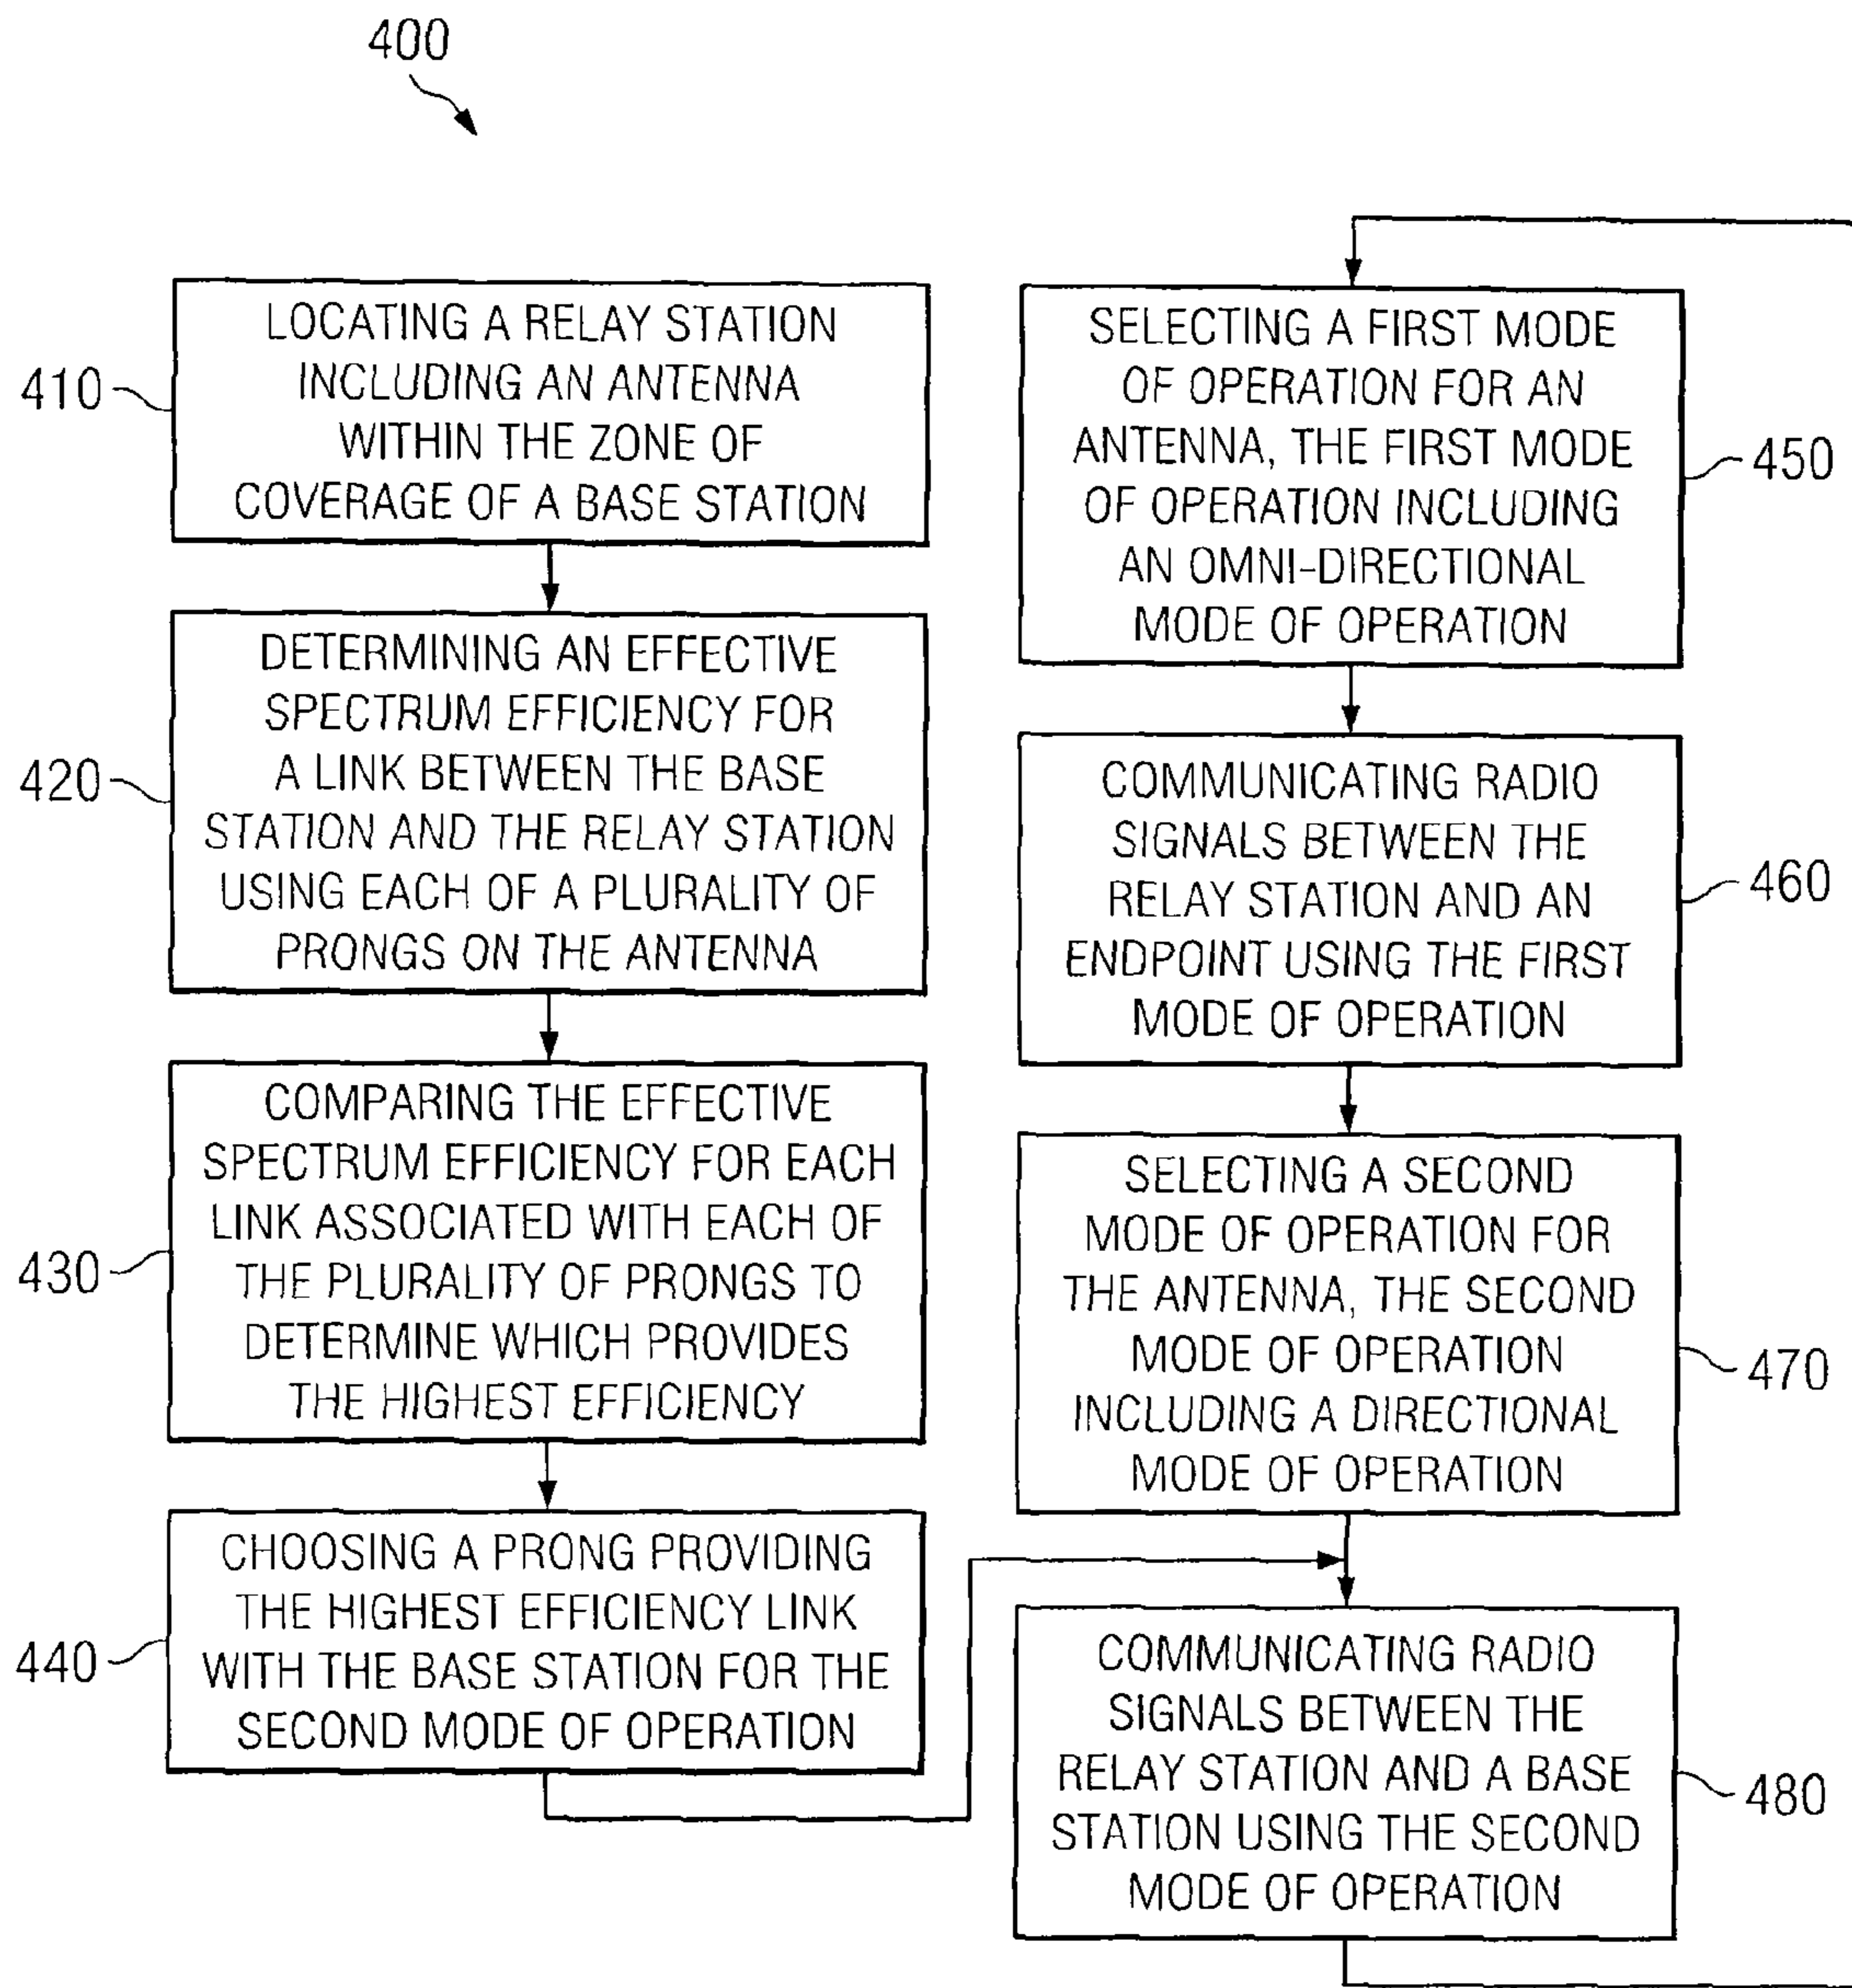 400
410
LOCATING A RELAY STATION
INCLUDING AN ANTENNA
WITHIN THE ZONE OF
COVERAGE OF A BASE STATION
420
DETERMINING AN EFFECTIVE
SPECTRUM EFFICIENCY FOR
A LINK BETWEEN THE BASE
STATION AND THE RELAY STATION
USING EACH OF A PLURALITY OF
PRONGS ON THE ANTENNA
430
COMPARING THE EFFECTIVE
SPECTRUM EFFICIENCY FOR EACH
LINK ASSOCIATED WITH EACH OF
THE PLURALITY OF PRONGS TO
DETERMINE WHICH PROVIDES
THE HIGHEST EFFICIENCY
440
CHOOSING A PRONG PROVIDING
THE HIGHEST EFFICIENCY LINK
WITH THE BASE STATION FOR THE
SECOND MODE OF OPERATION
SELECTING A FIRST MODE
OF OPERATION FOR AN
ANTENNA, THE FIRST MODE
OF OPERATION INCLUDING
AN OMNI-DIRECTIONAL
MODE OF OPERATION
450
COMMUNICATING RADIO
SIGNALS BETWEEN THE
RELAY STATION AND AN
ENDPOINT USING THE FIRST
MODE OF OPERATION
460
SELECTING A SECOND
MODE OF OPERATION FOR
THE ANTENNA, THE SECOND
MODE OF OPERATION
INCLUDING A DIRECTIONAL
MODE OF OPERATION
470
COMMUNICATING RADIO
SIGNALS BETWEEN THE
RELAY STATION AND A BASE
STATION USING THE SECOND
MODE OF OPERATION
480